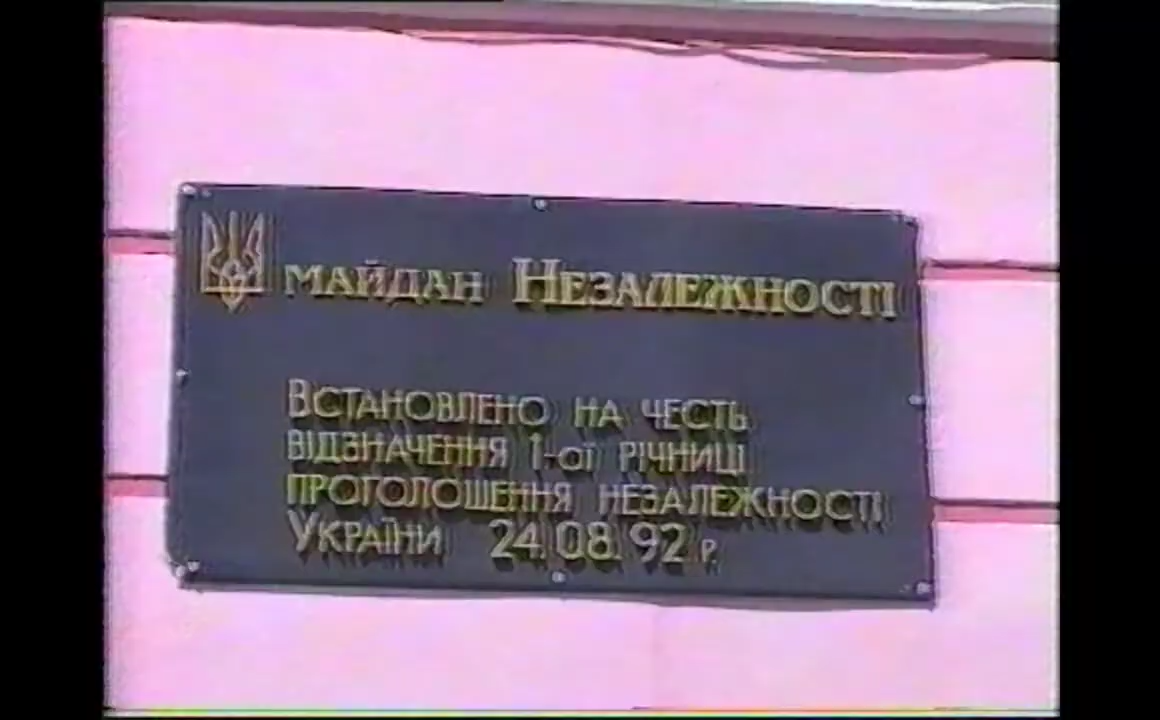 МАЙДАН НЕЗАЛЕЖНОСТІ
ВСТАНОВЛЕНО НА ЧЕСТЬ
ВІДЗНАЧЕННЯ 1-ОЇ РІЧНИЦІ
ПРОГОЛОШЕННЯ НЕЗАЛЕЖНОСТІ
УКРАЇНИ 24.08.92 р.